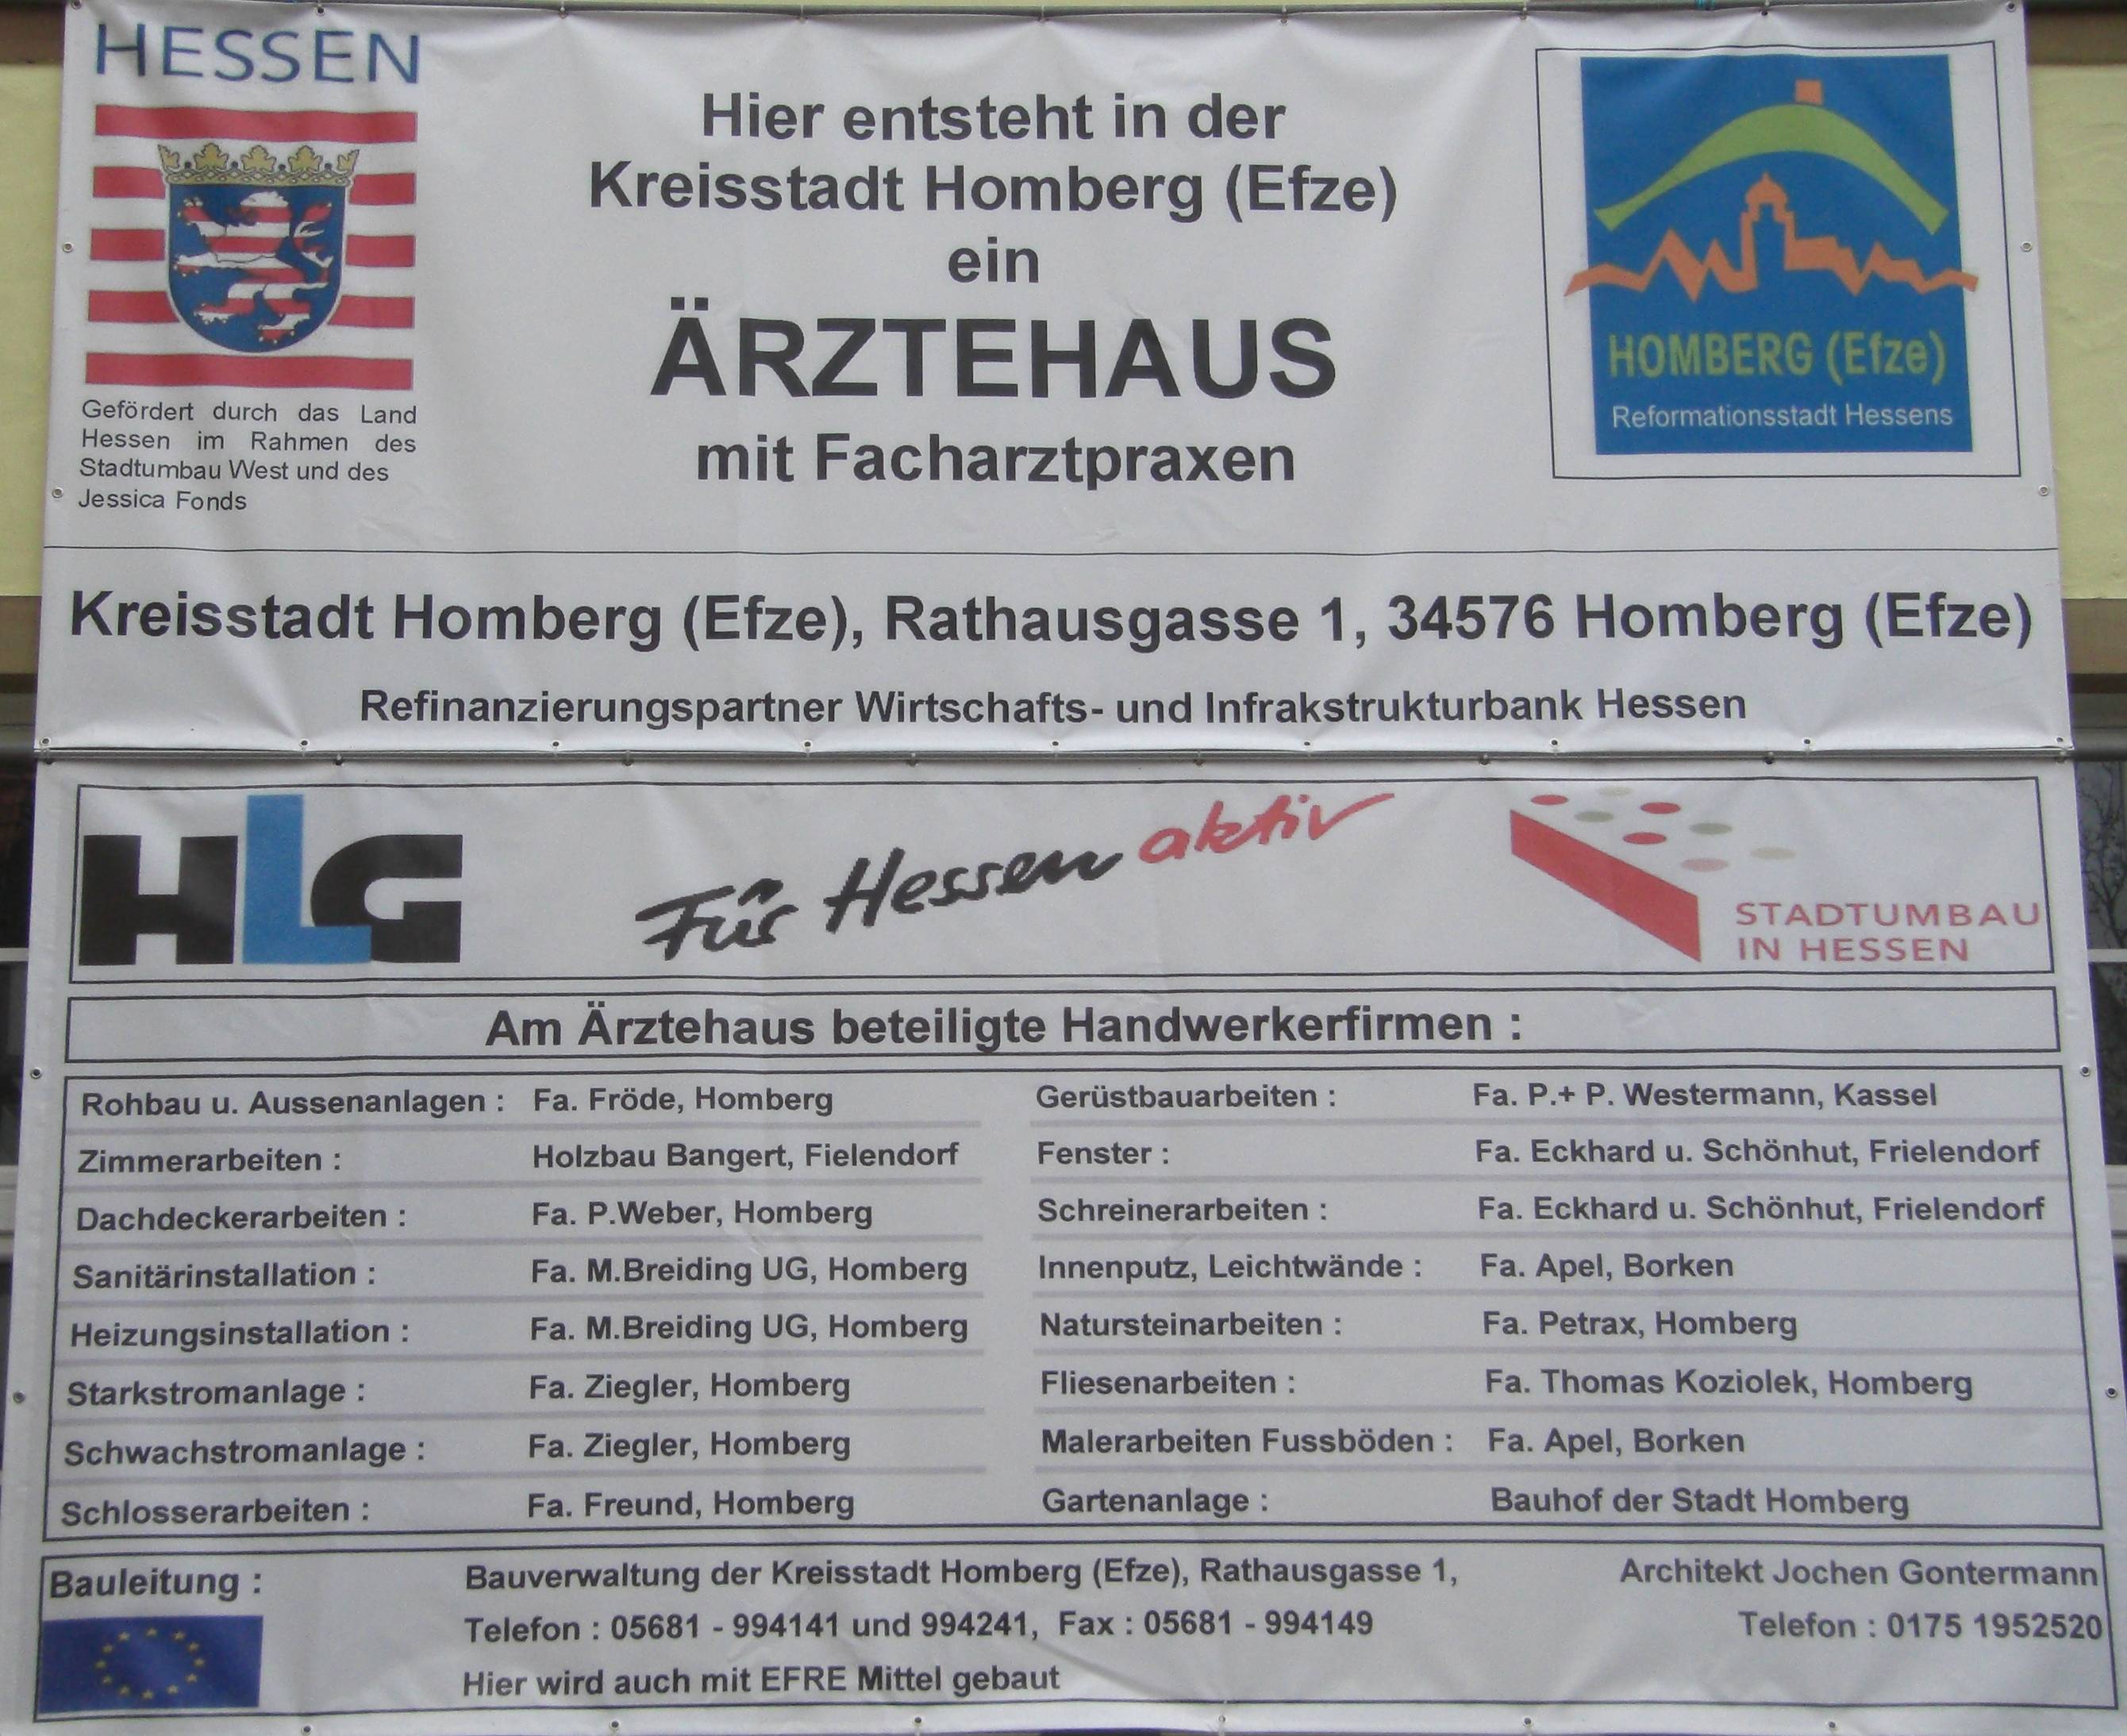 HESSEN
Gefördert durch das Land
Hessen im Rahmen des
Stadtumbau West und des
Jessica Fonds
Hier entsteht in der
Kreisstadt Homberg (Efze)
ein
ÄRZTEHAUS
mit Facharztpraxen
HOMBERG (Efze)
Reformationsstadt Hessens
Kreisstadt Homberg (Efze), Rathausgasse 1, 34576 Homberg (Efze)
Refinanzierungspartner Wirtschafts- und Infrakstrukturbank Hessen
HLG
Für Hessen aktiv
STADTUMBAU
IN HESSEN
Am Ärztehaus beteiligte Handwerkerfirmen :
Rohbau u. Aussenanlagen : Fa. Fröde, Homberg
Zimmerarbeiten : Holzbau Bangert, Fielendorf
Dachdeckerarbeiten : Fa. P.Weber, Homberg
Sanitärinstallation : Fa. M.Breiding UG, Homberg
Heizungsinstallation : Fa. M.Breiding UG, Homberg
Starkstromanlage : Fa. Ziegler, Homberg
Schwachstromanlage : Fa. Ziegler, Homberg
Schlosserarbeiten : Fa. Freund, Homberg
Gerüstbauarbeiten : Fa. P.+ P. Westermann, Kassel
Fenster : Fa. Eckhard u. Schönhut, Frielendorf
Schreinerarbeiten : Fa. Eckhard u. Schönhut, Frielendorf
Innenputz, Leichtwände : Fa. Apel, Borken
Natursteinarbeiten : Fa. Petrax, Homberg
Fliesenarbeiten : Fa. Thomas Koziolek, Homberg
Malerarbeiten Fussböden : Fa. Apel, Borken
Gartenanlage : Bauhof der Stadt Homberg
Bauleitung :
Bauverwaltung der Kreisstadt Homberg (Efze), Rathausgasse 1,
Telefon : 05681 - 994141 und 994241, Fax : 05681 - 994149
Hier wird auch mit EFRE Mittel gebaut
Architekt Jochen Gontermann
Telefon : 0175 1952520